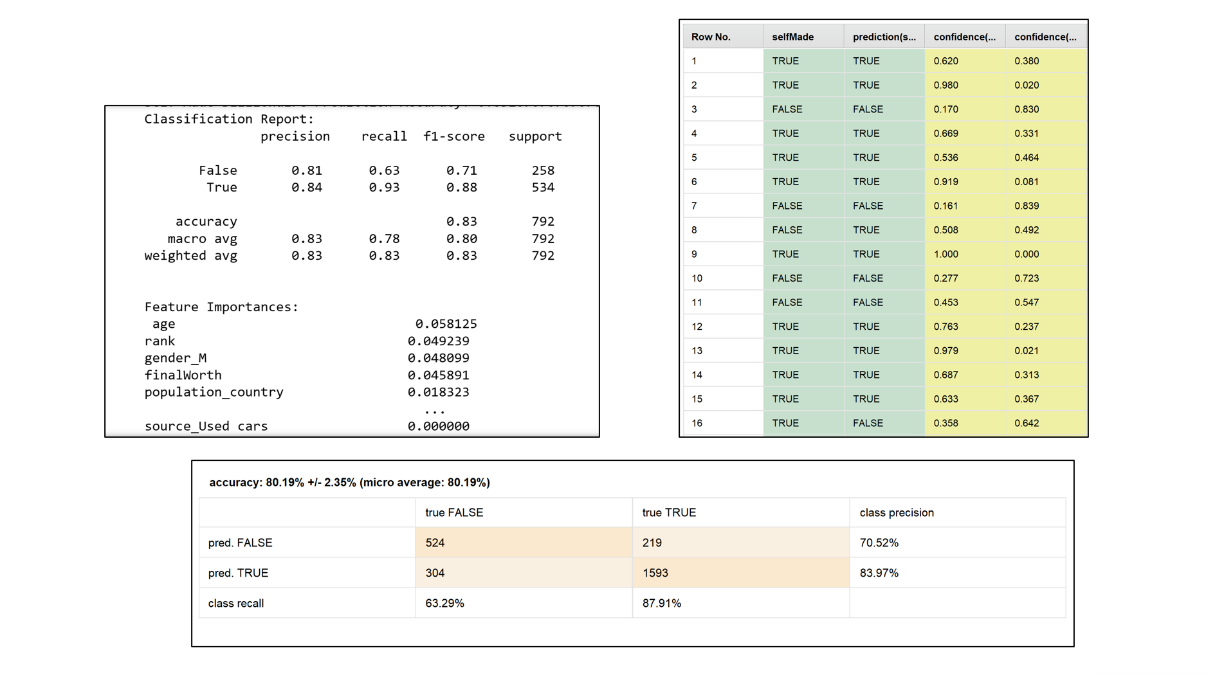 Classification Report:
precision recall f1-score support
False 0.81 0.63 0.71 258
True 0.84 0.93 0.88 534
accuracy 0.83 792
macro avg 0.83 0.78 0.80 792
weighted avg 0.83 0.83 0.83 792
Feature Importances:
age 0.058125
rank 0.049239
gender_M 0.048099
finalWorth 0.045891
population_country 0.018323
...
source_Used cars 0.000000
Row No. selfMade prediction(s... confidence(... confidence(...
1 TRUE TRUE 0.620 0.380
2 TRUE TRUE 0.980 0.020
3 FALSE FALSE 0.170 0.830
4 TRUE TRUE 0.669 0.331
5 TRUE TRUE 0.536 0.464
6 TRUE TRUE 0.919 0.081
7 FALSE FALSE 0.161 0.839
8 FALSE TRUE 0.508 0.492
9 TRUE TRUE 1.000 0.000
10 FALSE FALSE 0.277 0.723
11 FALSE FALSE 0.453 0.547
12 TRUE TRUE 0.763 0.237
13 TRUE TRUE 0.979 0.021
14 TRUE TRUE 0.687 0.313
15 TRUE TRUE 0.633 0.367
16 TRUE FALSE 0.358 0.642
accuracy: 80.19% +/- 2.35% (micro average: 80.19%)
true FALSE true TRUE class precision
pred. FALSE 524 219 70.52%
pred. TRUE 304 1593 83.97%
class recall 63.29% 87.91%